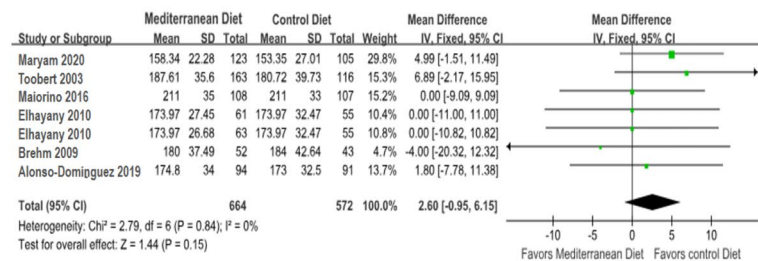 Mediterranean Diet Control Diet Mean Difference Mean Difference
Study or Subgroup Mean SD Total Mean SD Total Weight IV, Fixed, 95% CI IV, Fixed, 95% CI
Maryam 2020 158.34 22.28 123 153.35 27.01 105 29.8% 4.99 [-1.51, 11.49]
Toobert 2003 187.61 35.6 163 180.72 39.73 116 15.3% 6.89 [-2.17, 15.95]
Maiorino 2016 211 35 108 211 33 107 15.2% 0.00 [-9.09, 9.09]
Elhayany 2010 173.97 27.45 61 173.97 32.47 55 10.4% 0.00 [-11.00, 11.00]
Elhayany 2010 173.97 26.68 63 173.97 32.47 55 10.8% 0.00 [-10.82, 10.82]
Brehm 2009 180 37.49 52 184 42.64 43 4.7% -4.00 [-20.32, 12.32]
Alonso-Domínguez 2019 174.8 34 94 173 32.5 91 13.7% 1.80 [-7.78, 11.38]
Total (95% CI) 664 572 100.0% 2.60 [-0.95, 6.15]
Heterogeneity: Chi² = 2.79, df = 6 (P = 0.84); I² = 0%
Test for overall effect: Z = 1.44 (P = 0.15)
-10 -5 0 5 10
Favors Mediterranean Diet Favors control Diet